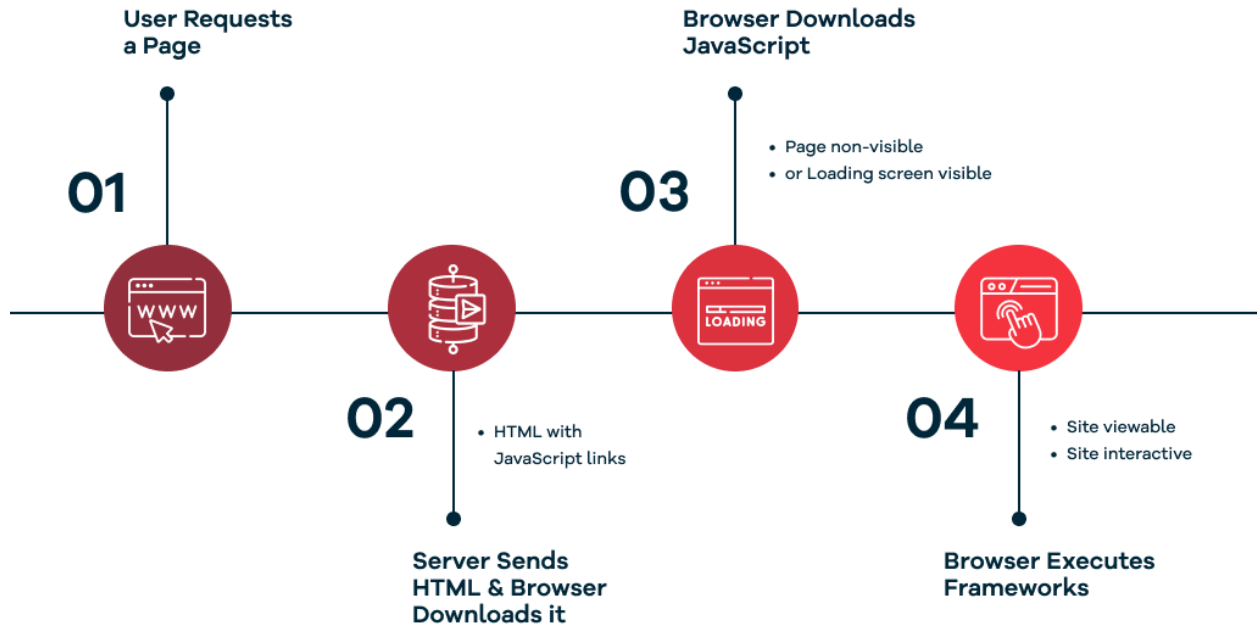 User Requests
a Page
01
WWW
02
• HTML with
JavaScript links
Server Sends
HTML & Browser
Downloads it
Browser Downloads
JavaScript
• Page non-visible
• or Loading screen visible
03
LOADING
04
• Site viewable
• Site interactive
Browser Executes
Frameworks